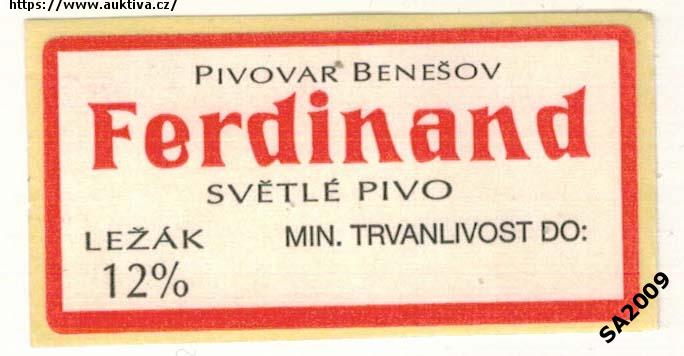 https://www.auktiva.cz/
PIVOVAR BENEŠOV
Ferdinand
SVĚTLÉ PIVO
LEŽÁK
12%
MIN. TRVANLIVOST DO:
SA2009